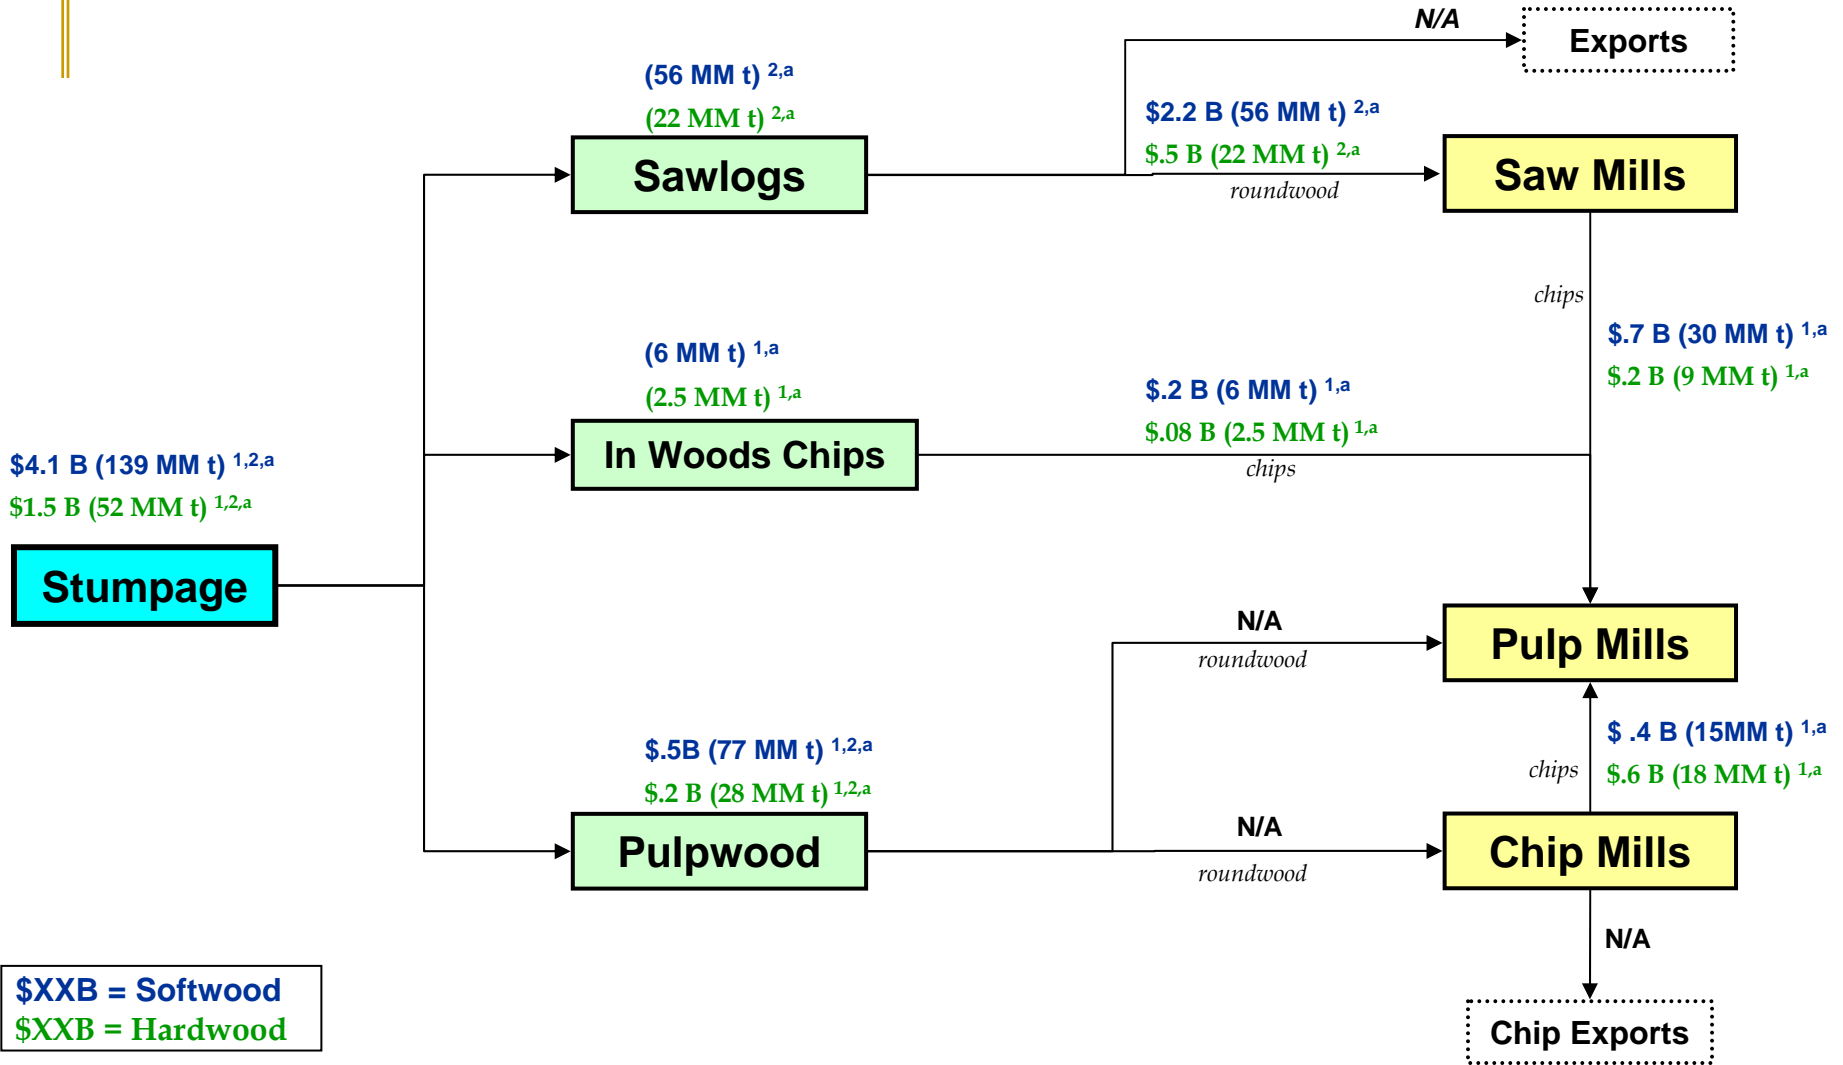 N/A
Exports
(56 MM t) 2,a
(22 MM t) 2,a
Sawlogs
$2.2 B (56 MM t) 2,a
$.5 B (22 MM t) 2,a
roundwood
Saw Mills
chips
$.7 B (30 MM t) 1,a
$.2 B (9 MM t) 1,a
(6 MM t) 1,a
(2.5 MM t) 1,a
In Woods Chips
$.2 B (6 MM t) 1,a
$.08 B (2.5 MM t) 1,a
chips
$4.1 B (139 MM t) 1,2,a
$1.5 B (52 MM t) 1,2,a
Stumpage
N/A
roundwood
Pulp Mills
$.5B (77 MM t) 1,2,a
$.2 B (28 MM t) 1,2,a
Pulpwood
chips
$ .4 B (15MM t) 1,a
$.6 B (18 MM t) 1,a
N/A
roundwood
Chip Mills
N/A
Chip Exports
$XXB = Softwood
$XXB = Hardwood